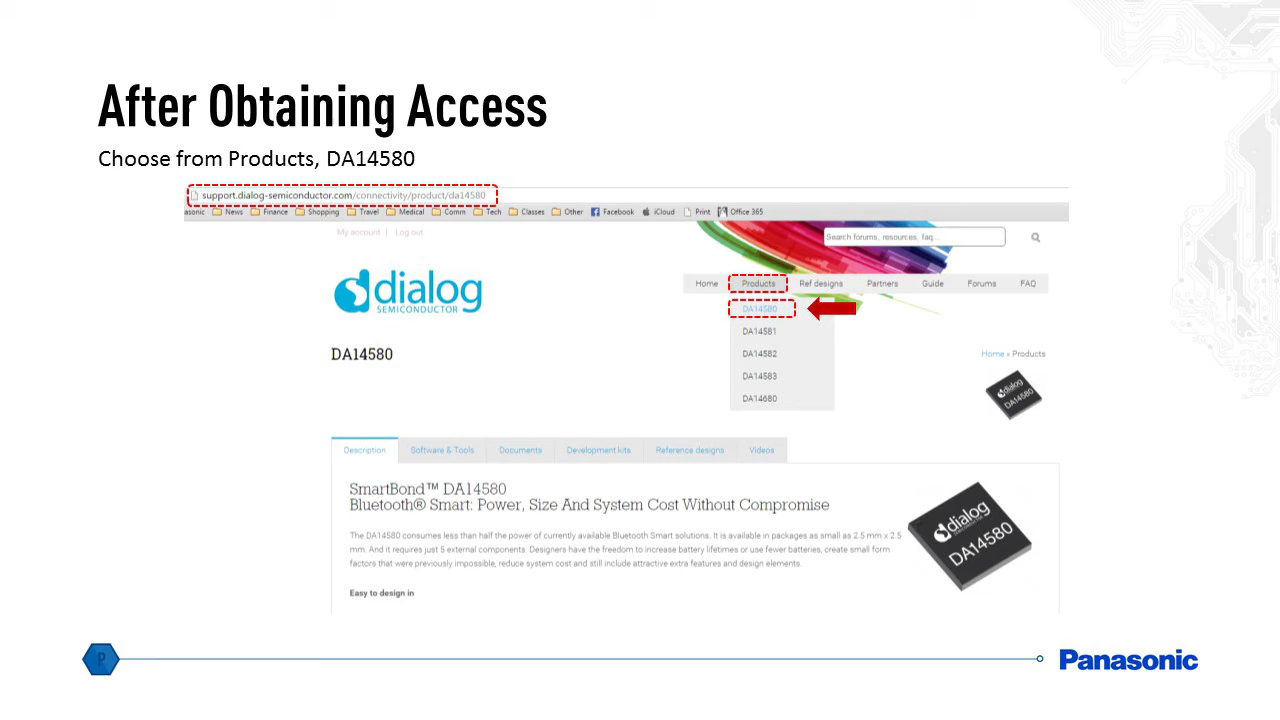 After Obtaining Access
Choose from Products, DA14580
support.dialog-semiconductor.com/connectivity/product/da14580
asonic News Finance Shopping Travel Medical Comm Tech Classes Other Facebook iCloud Print Office 365
My account | Log out
Search forums, resources, faq...
dialog
SEMICONDUCTOR
Home Products Ref designs Partners Guide Forums FAQ
DA14580
DA14581
DA14582
DA14583
DA14680
DA14580
Home » Products
dialog
DA14580
Description Software & Tools Documents Development kits Reference designs Videos
SmartBond™ DA14580
Bluetooth® Smart: Power, Size And System Cost Without Compromise
The DA14580 consumes less than half the power of currently available Bluetooth Smart solutions. It is available in packages as small as 2.5 mm x 2.5
mm. And it requires just 5 external components. Designers have the freedom to increase battery lifetimes or use fewer batteries, create small form
factors that were previously impossible, reduce system cost and still include attractive extra features and design elements.
Easy to design in
dialog
DA14580
P
Panasonic